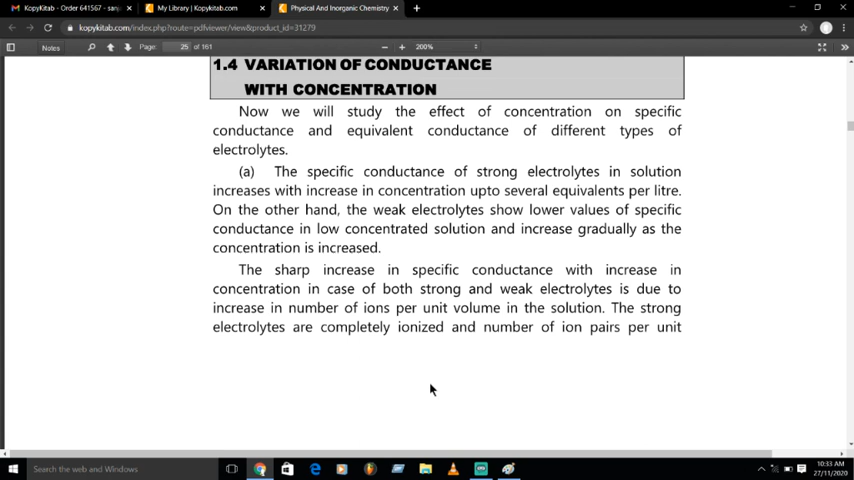 KopyKitab - Order 641567 - sanj
My Library | Kopykitab.com
Physical And Inorganic Chemistry
kopykitab.com/index.php?route=pdfviewer/view&product_id=31279
Notes
Page: 25 of 161
200%
1.4 VARIATION OF CONDUCTANCE
WITH CONCENTRATION
Now we will study the effect of concentration on specific
conductance and equivalent conductance of different types of
electrolytes.
(a) The specific conductance of strong electrolytes in solution
increases with increase in concentration upto several equivalents per litre.
On the other hand, the weak electrolytes show lower values of specific
conductance in low concentrated solution and increase gradually as the
concentration is increased.
The sharp increase in specific conductance with increase in
concentration in case of both strong and weak electrolytes is due to
increase in number of ions per unit volume in the solution. The strong
electrolytes are completely ionized and number of ion pairs per unit
Search the web and Windows
10:33 AM
27/11/2020